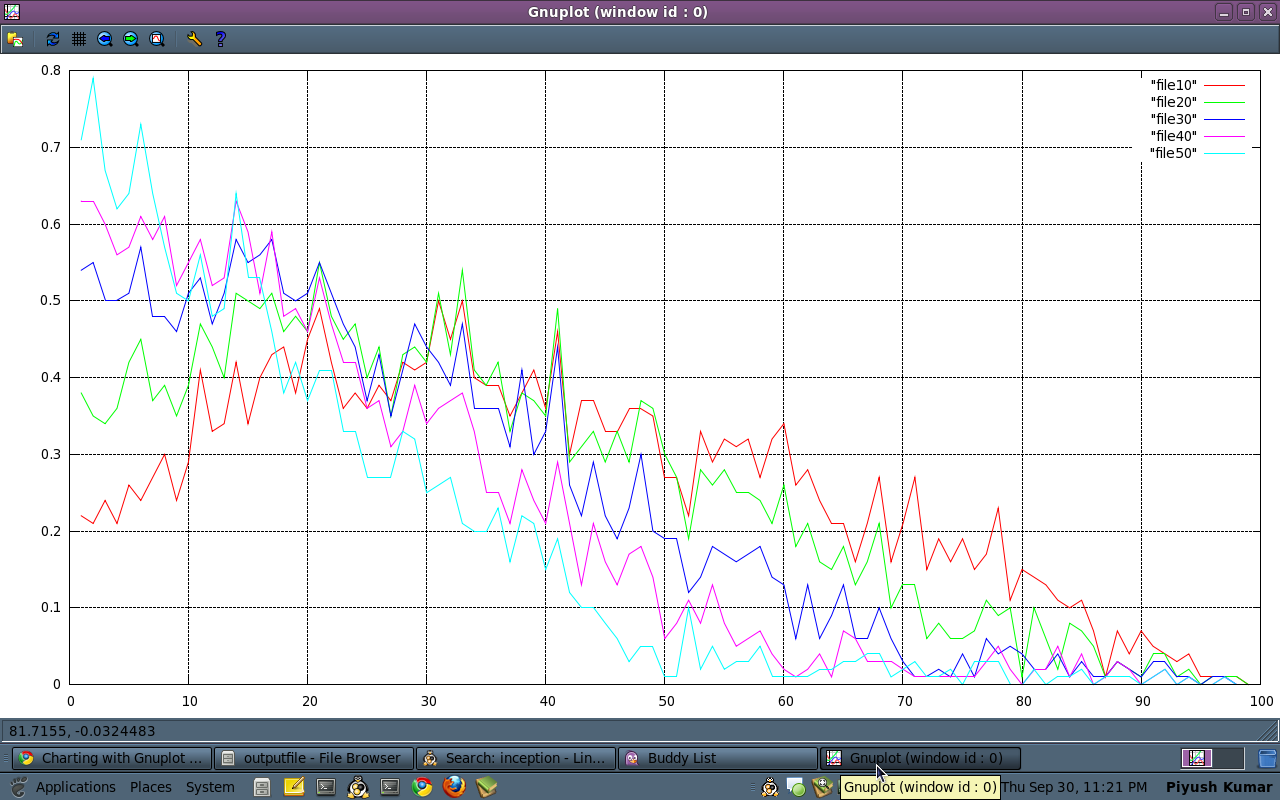 Gnuplot (window id : 0)
0.8
0.7
0.6
0.5
0.4
0.3
0.2
0.1
0
0 10 20 30 40 50 60 70 80 90 100
"file10"
"file20"
"file30"
"file40"
"file50"
81.7155, -0.0324483
Charting with Gnuplot ... outputfile - File Browser Search: inception - Lin... Buddy List Gnuplot (window id : 0)
Applications Places System Gnuplot (window id : 0) Thu Sep 30, 11:21 PM Piyush Kumar